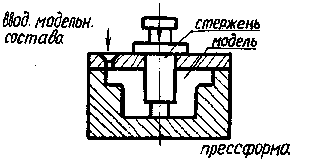 Ввод. модельн.
состава
стержень
модель
прессформа